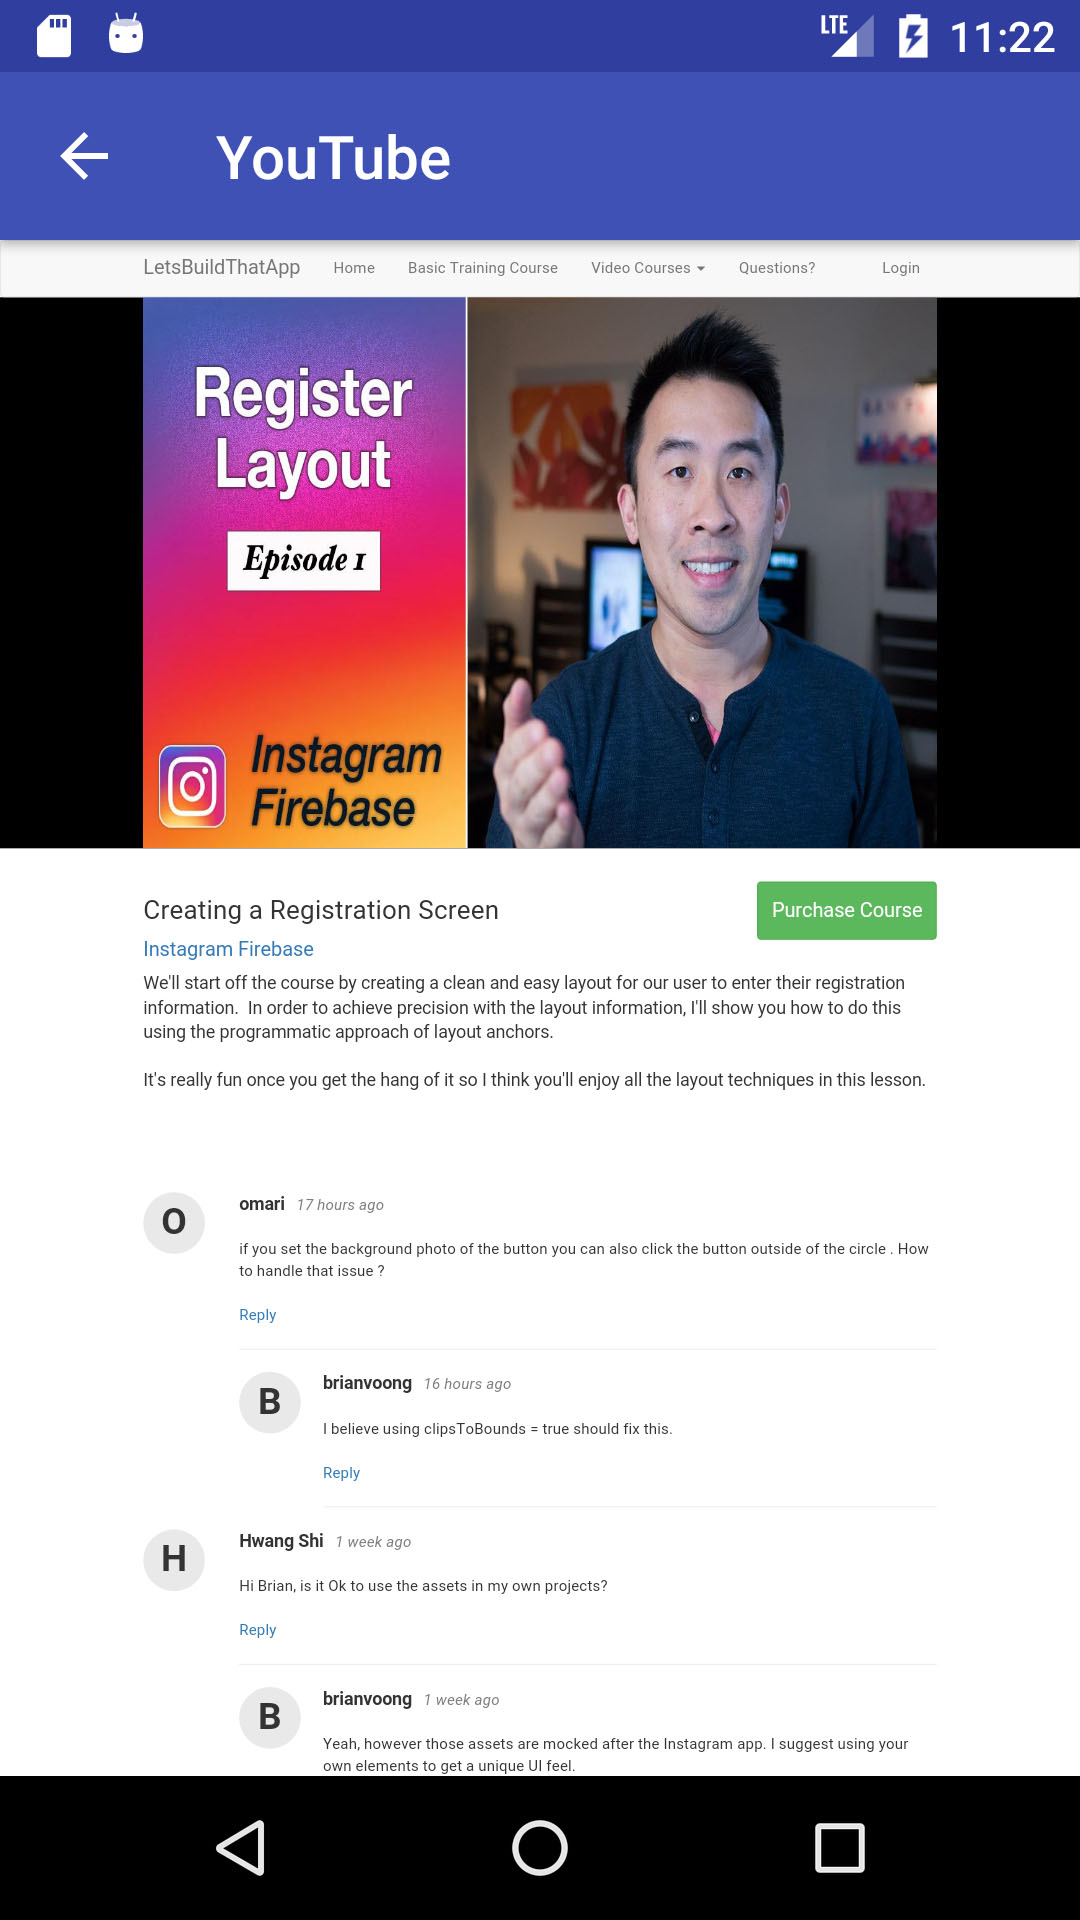 LTE 11:22
YouTube
LetsBuildThatApp Home Basic Training Course Video Courses Questions? Login
Register
Layout
Episode 1
Instagram
Firebase
Creating a Registration Screen
Purchase Course
Instagram Firebase
We'll start off the course by creating a clean and easy layout for our user to enter their registration
information.  In order to achieve precision with the layout information, I'll show you how to do this
using the programmatic approach of layout anchors.
It's really fun once you get the hang of it so I think you'll enjoy all the layout techniques in this lesson.
O
omari 17 hours ago
if you set the background photo of the button you can also click the button outside of the circle . How
to handle that issue ?
Reply
B
brianvoong 16 hours ago
I believe using clipsToBounds = true should fix this.
Reply
H
Hwang Shi 1 week ago
Hi Brian, is it Ok to use the assets in my own projects?
Reply
B
brianvoong 1 week ago
Yeah, however those assets are mocked after the Instagram app. I suggest using your
own elements to get a unique UI feel.